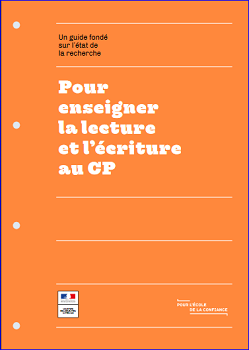 Un guide fondé
sur l'état de
la recherche
Pour
enseigner
la lecture
et l'écriture
au CP
POUR L'ÉCOLE
DE LA CONFIANCE